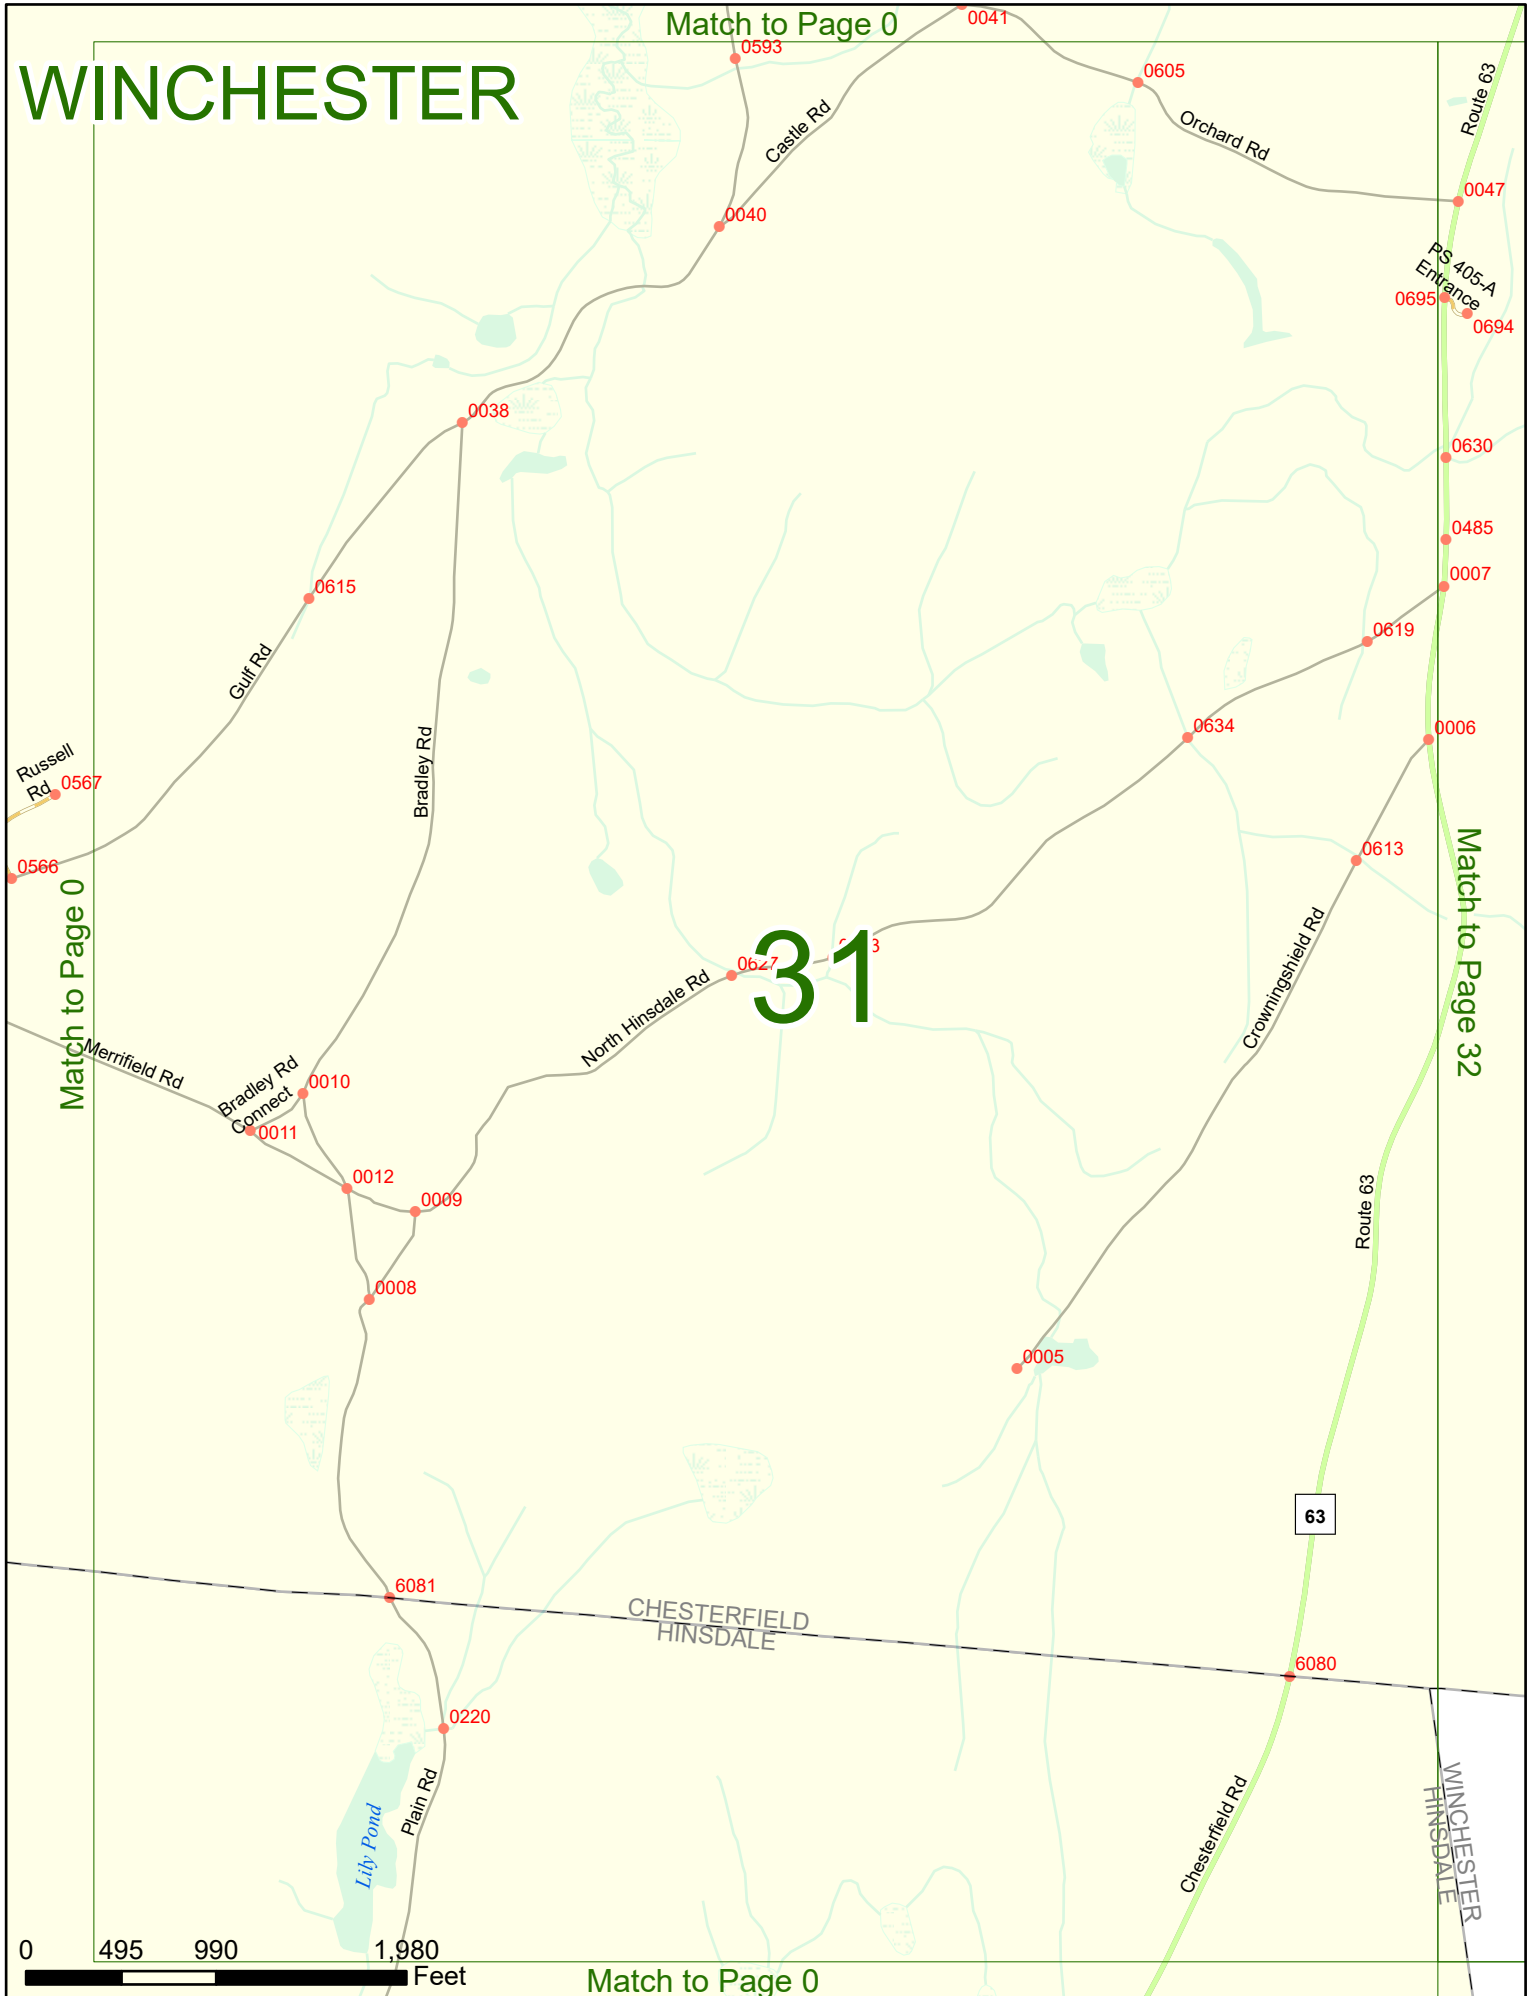 Match to Page 0
WINCHESTER
0041
0593
0605
Route 63
Castle Rd
Orchard Rd
0047
0040
PS 405-A
Entrance
0695
0694
0038
0630
0485
0007
0615
0619
Gulf Rd
0634
0006
Bradley Rd
Russell
Rd
0567
0613
0566
Match to Page 0
Match to Page 32
31
0627
North Hinsdale Rd
Crowningshield Rd
Merrifield Rd
Bradley Rd
Connect
0010
0011
0012
0009
Route 63
0008
0005
63
6081
CHESTERFIELD
HINSDALE
6080
0220
Plain Rd
Lily Pond
Chesterfield Rd
WINCHESTER
HINSDALE
0 495 990 1,980
Feet
Match to Page 0